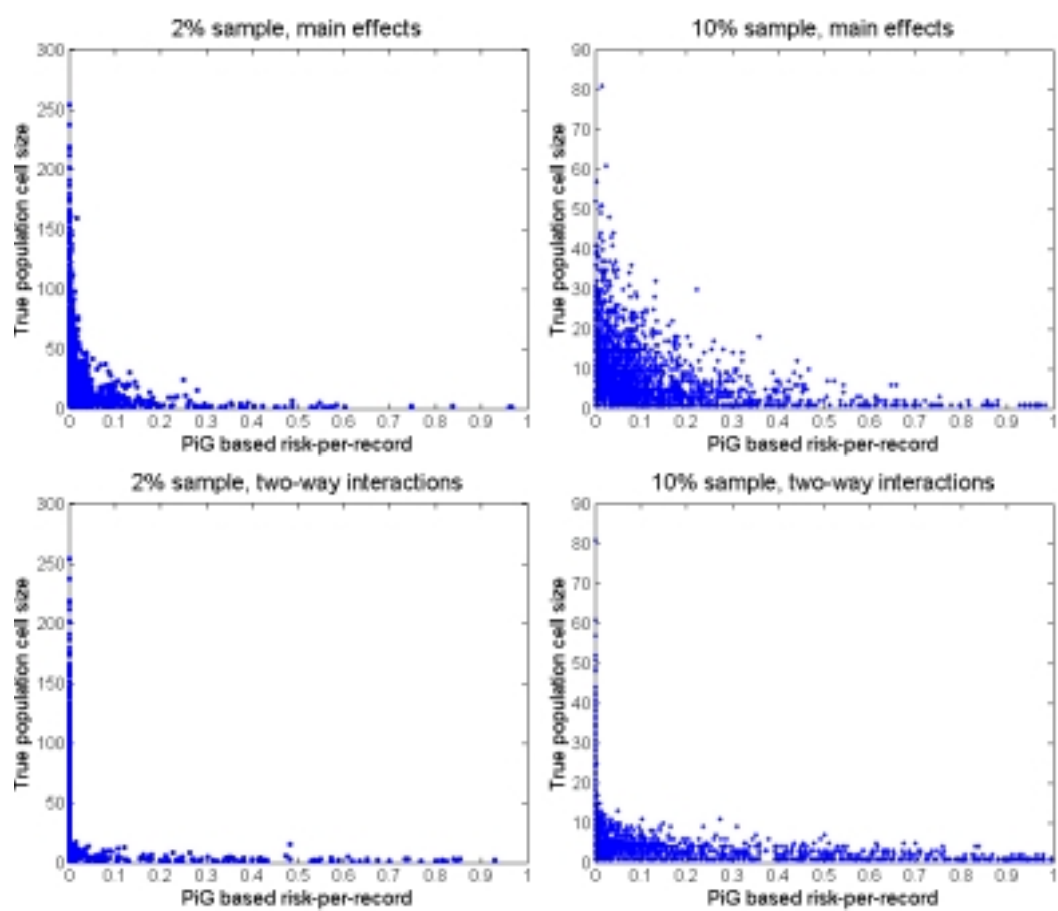 2% sample, main effects
300
250
200
150
100
50
0
True population cell size
0 0.1 0.2 0.3 0.4 0.5 0.6 0.7 0.8 0.9 1
PiG based risk-per-record
10% sample, main effects
90
80
70
60
50
40
30
20
10
0
True population cell size
0 0.1 0.2 0.3 0.4 0.5 0.6 0.7 0.8 0.9 1
PiG based risk-per-record
2% sample, two-way interactions
300
250
200
150
100
50
0
True population cell size
0 0.1 0.2 0.3 0.4 0.5 0.6 0.7 0.8 0.9 1
PiG based risk-per-record
10% sample, two-way interactions
90
80
70
60
50
40
30
20
10
0
True population cell size
0 0.1 0.2 0.3 0.4 0.5 0.6 0.7 0.8 0.9 1
PiG based risk-per-record